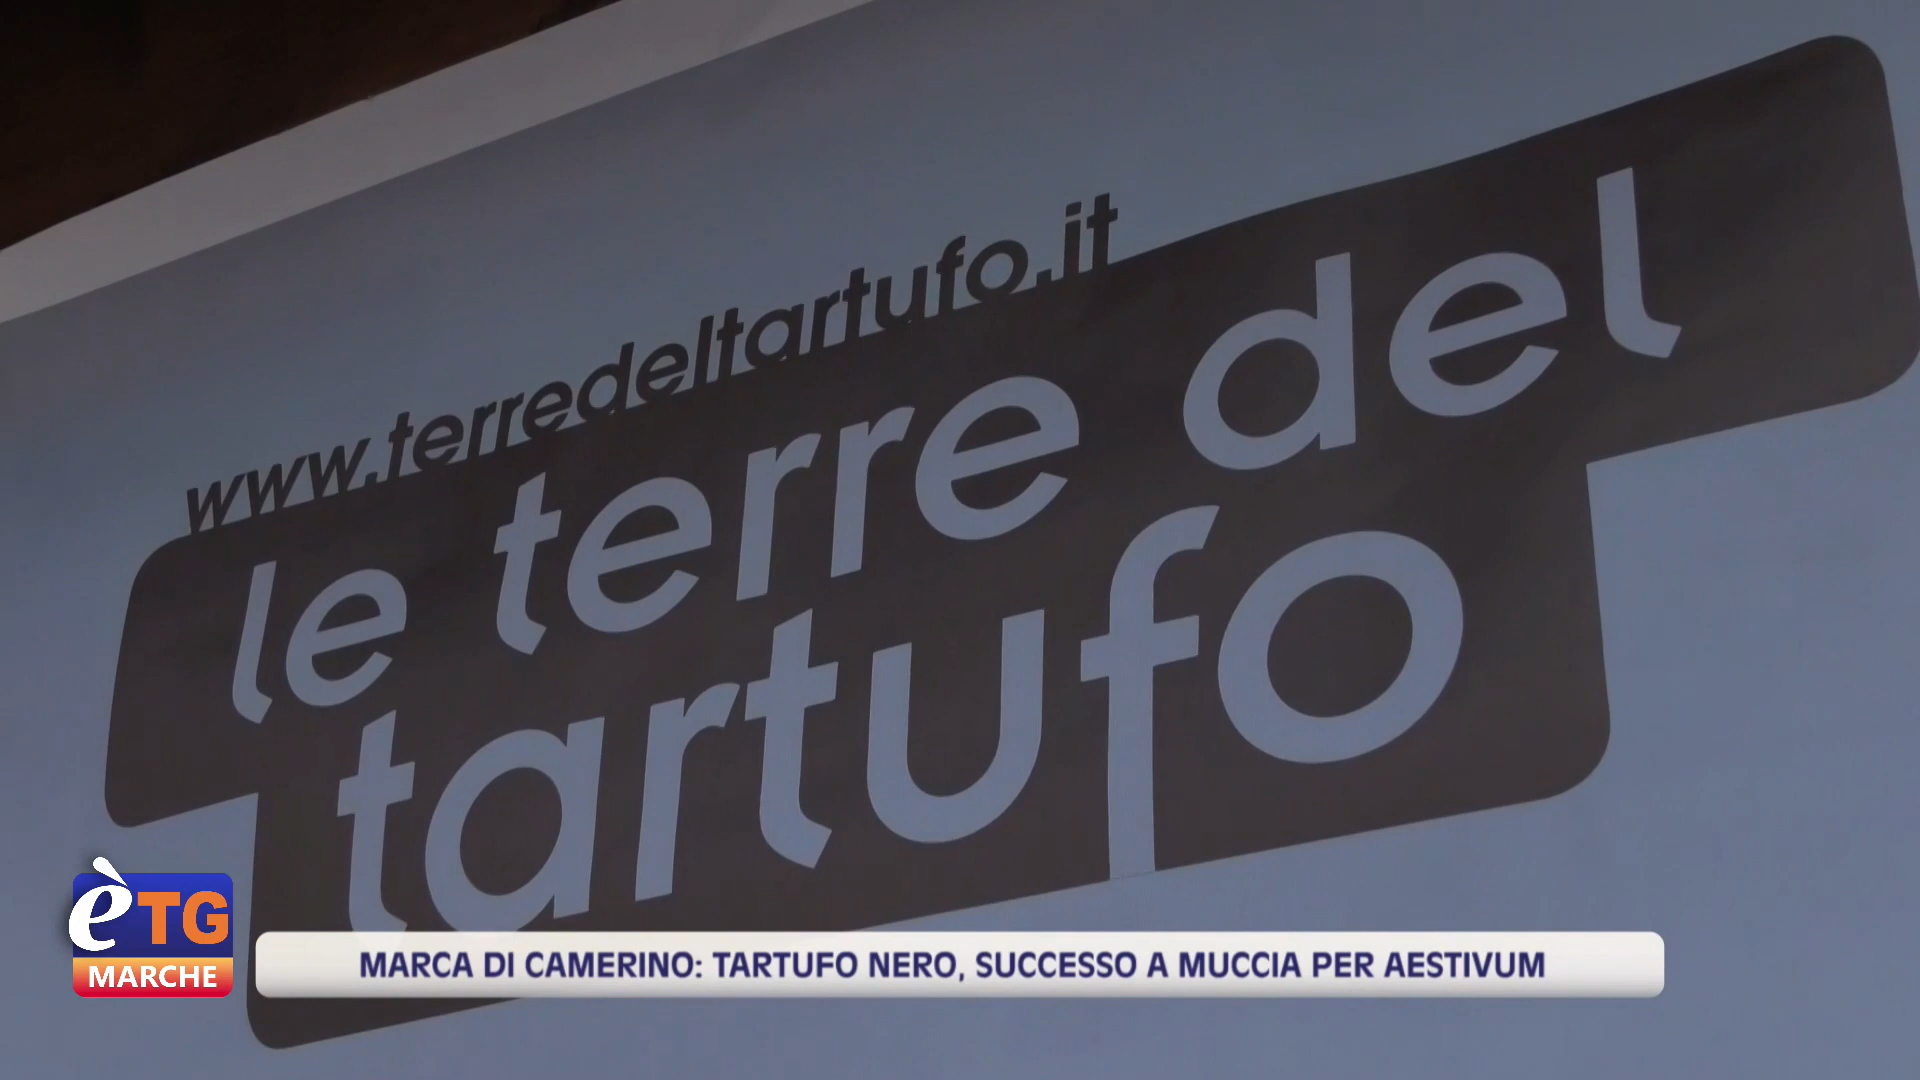 www.terredeltartufo.it
le terre del
tartufo
èTG
MARCHE
MARCA DI CAMERINO: TARTUFO NERO, SUCCESSO A MUCCIA PER AESTIVUM